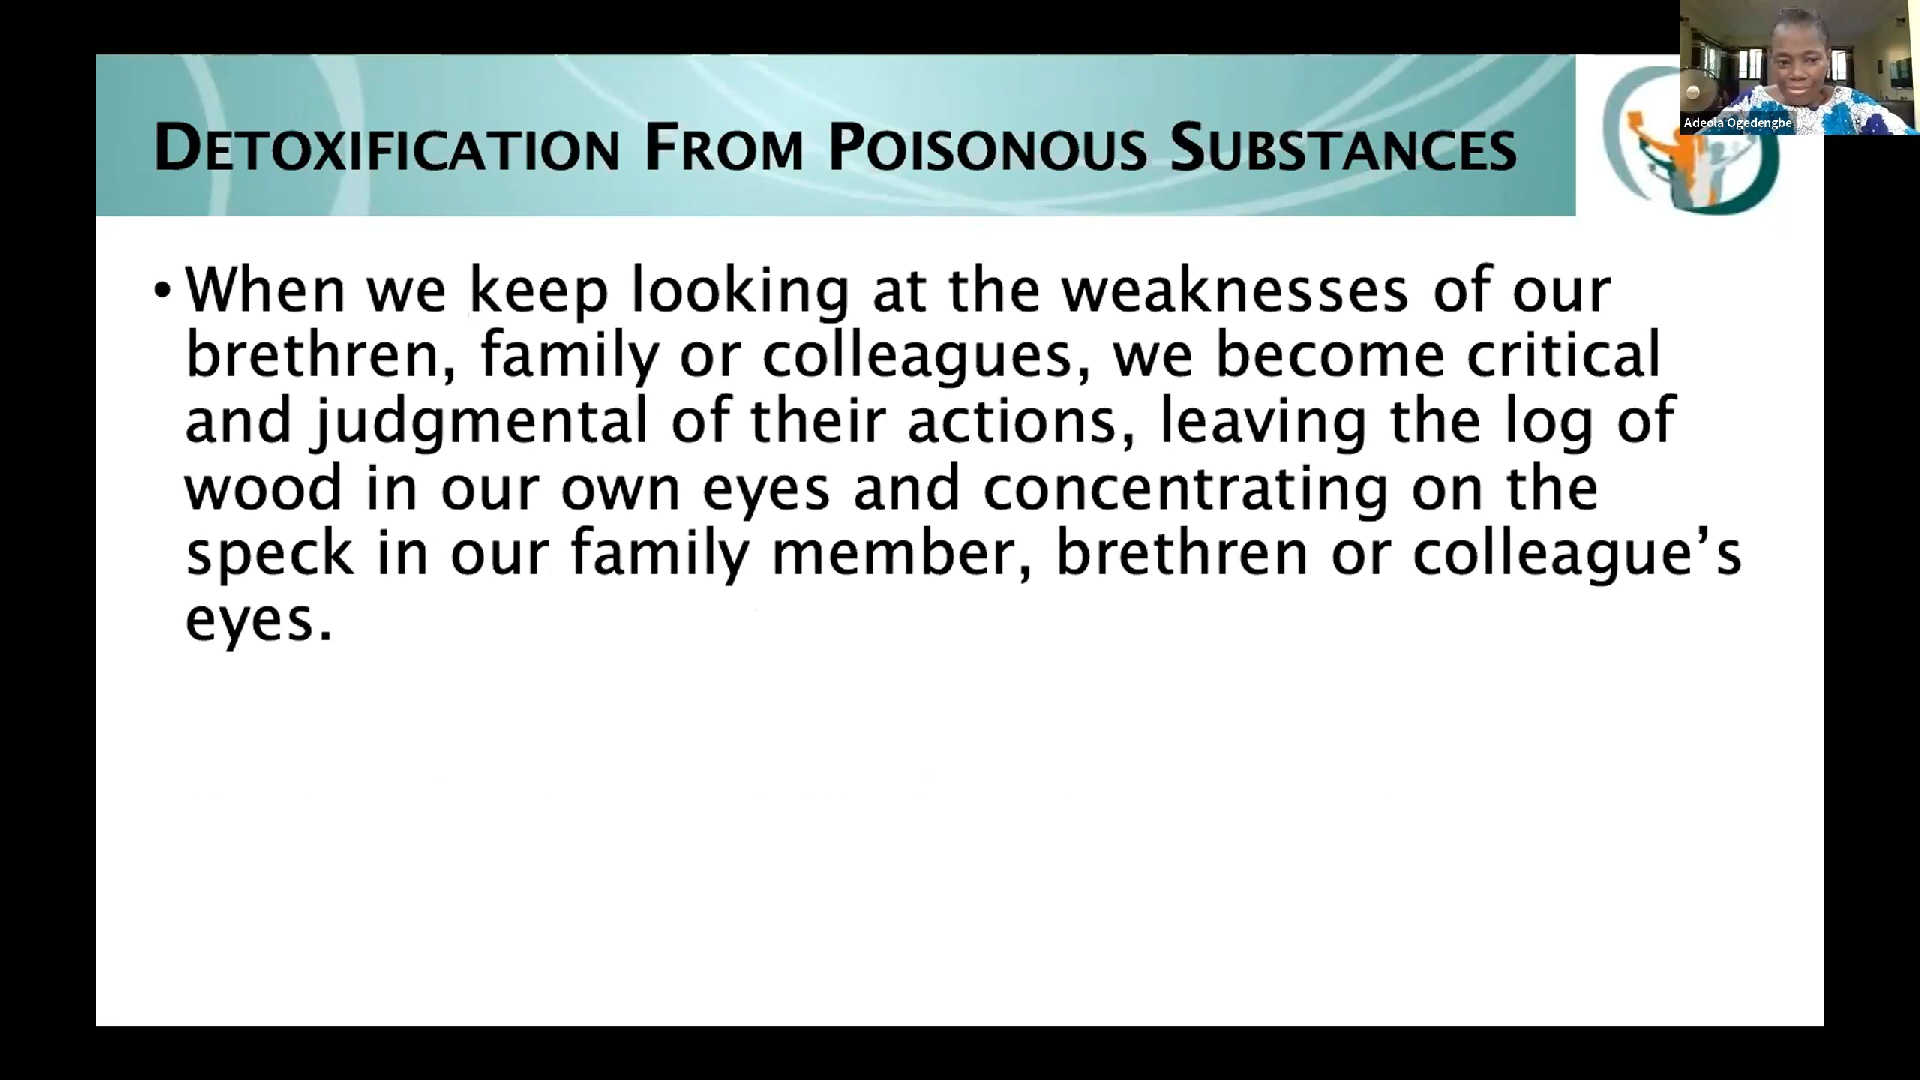 DETOXIFICATION FROM POISONOUS SUBSTANCES
Adeola Ogedengbe
• When we keep looking at the weaknesses of our
brethren, family or colleagues, we become critical
and judgmental of their actions, leaving the log of
wood in our own eyes and concentrating on the
speck in our family member, brethren or colleague’s
eyes.